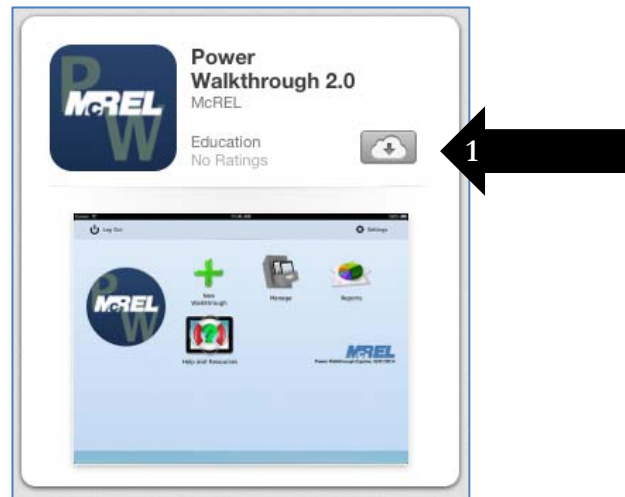 P
McREL
W
Power
Walkthrough 2.0
McREL
Education
No Ratings
1
Log Out
Settings
P
McREL
W
New
Walkthrough
Manage
Reports
Help and Resources
McREL